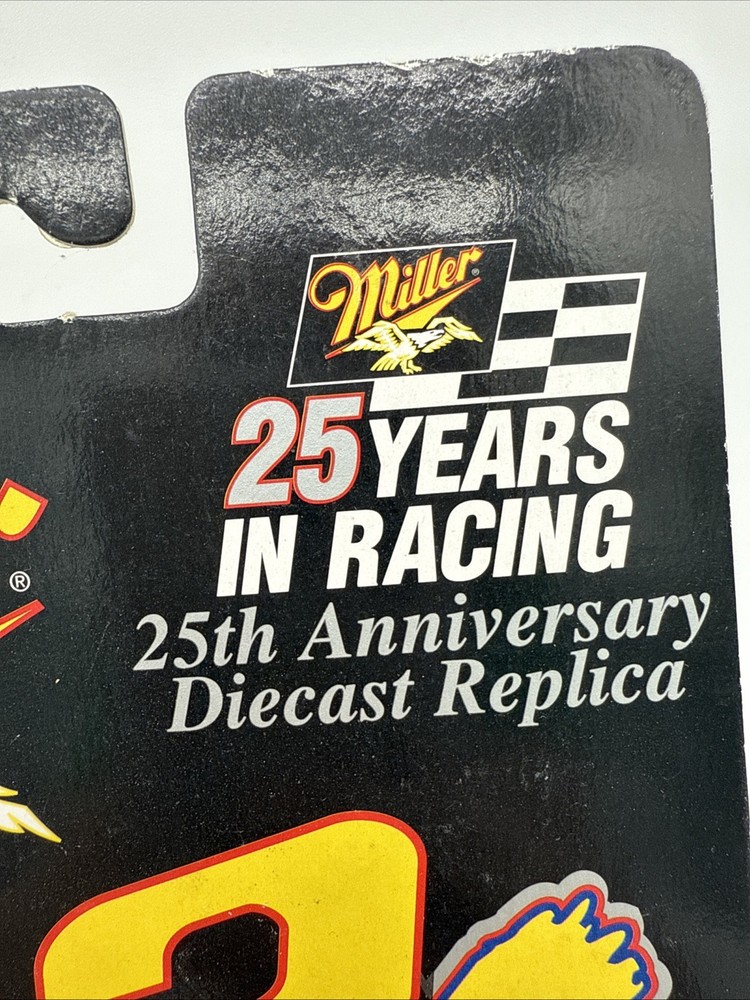 Miller®
25 YEARS
IN RACING
25th Anniversary
Diecast Replica
®